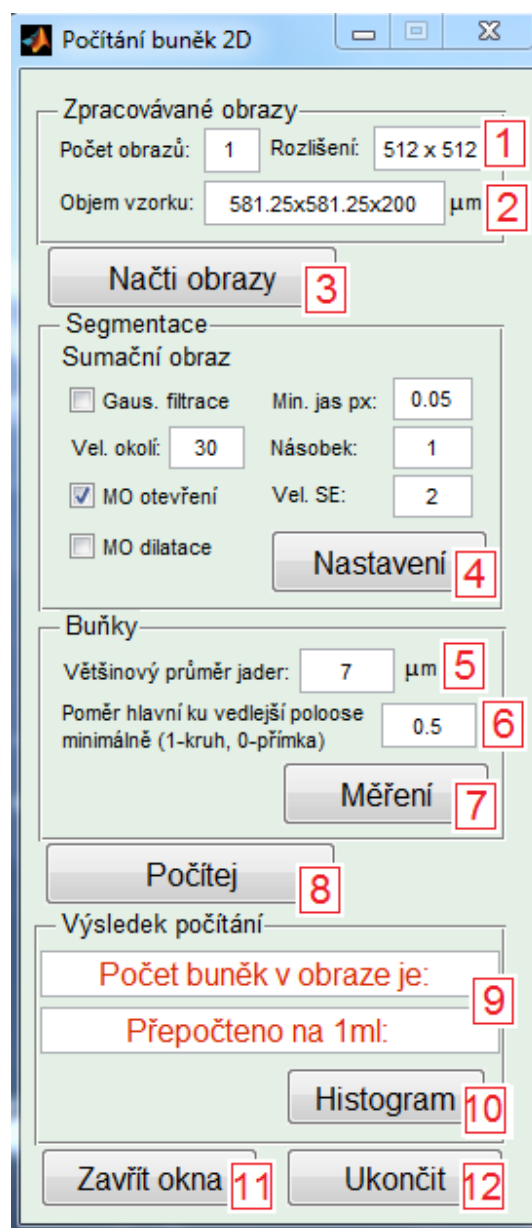 Počítání buněk 2D
Zpracovávané obrazy
Počet obrazů: 1 Rozlišení: 512 x 512 1
Objem vzorku: 581.25x581.25x200 μm 2
Načti obrazy 3
Segmentace
Sumační obraz
Gaus. filtrace Min. jas px: 0.05
Vel. okolí: 30 Násobek: 1
MO otevření Vel. SE: 2
MO dilatace Nastavení 4
Buňky
Většinový průměr jader: 7 μm 5
Poměr hlavní ku vedlejší poloose
minimálně (1-kruh, 0-přímka) 0.5 6
Měření 7
Počítej 8
Výsledek počítání
Počet buněk v obraze je:
9
Přepočteno na 1ml:
Histogram 10
Zavřít okna 11 Ukončit 12